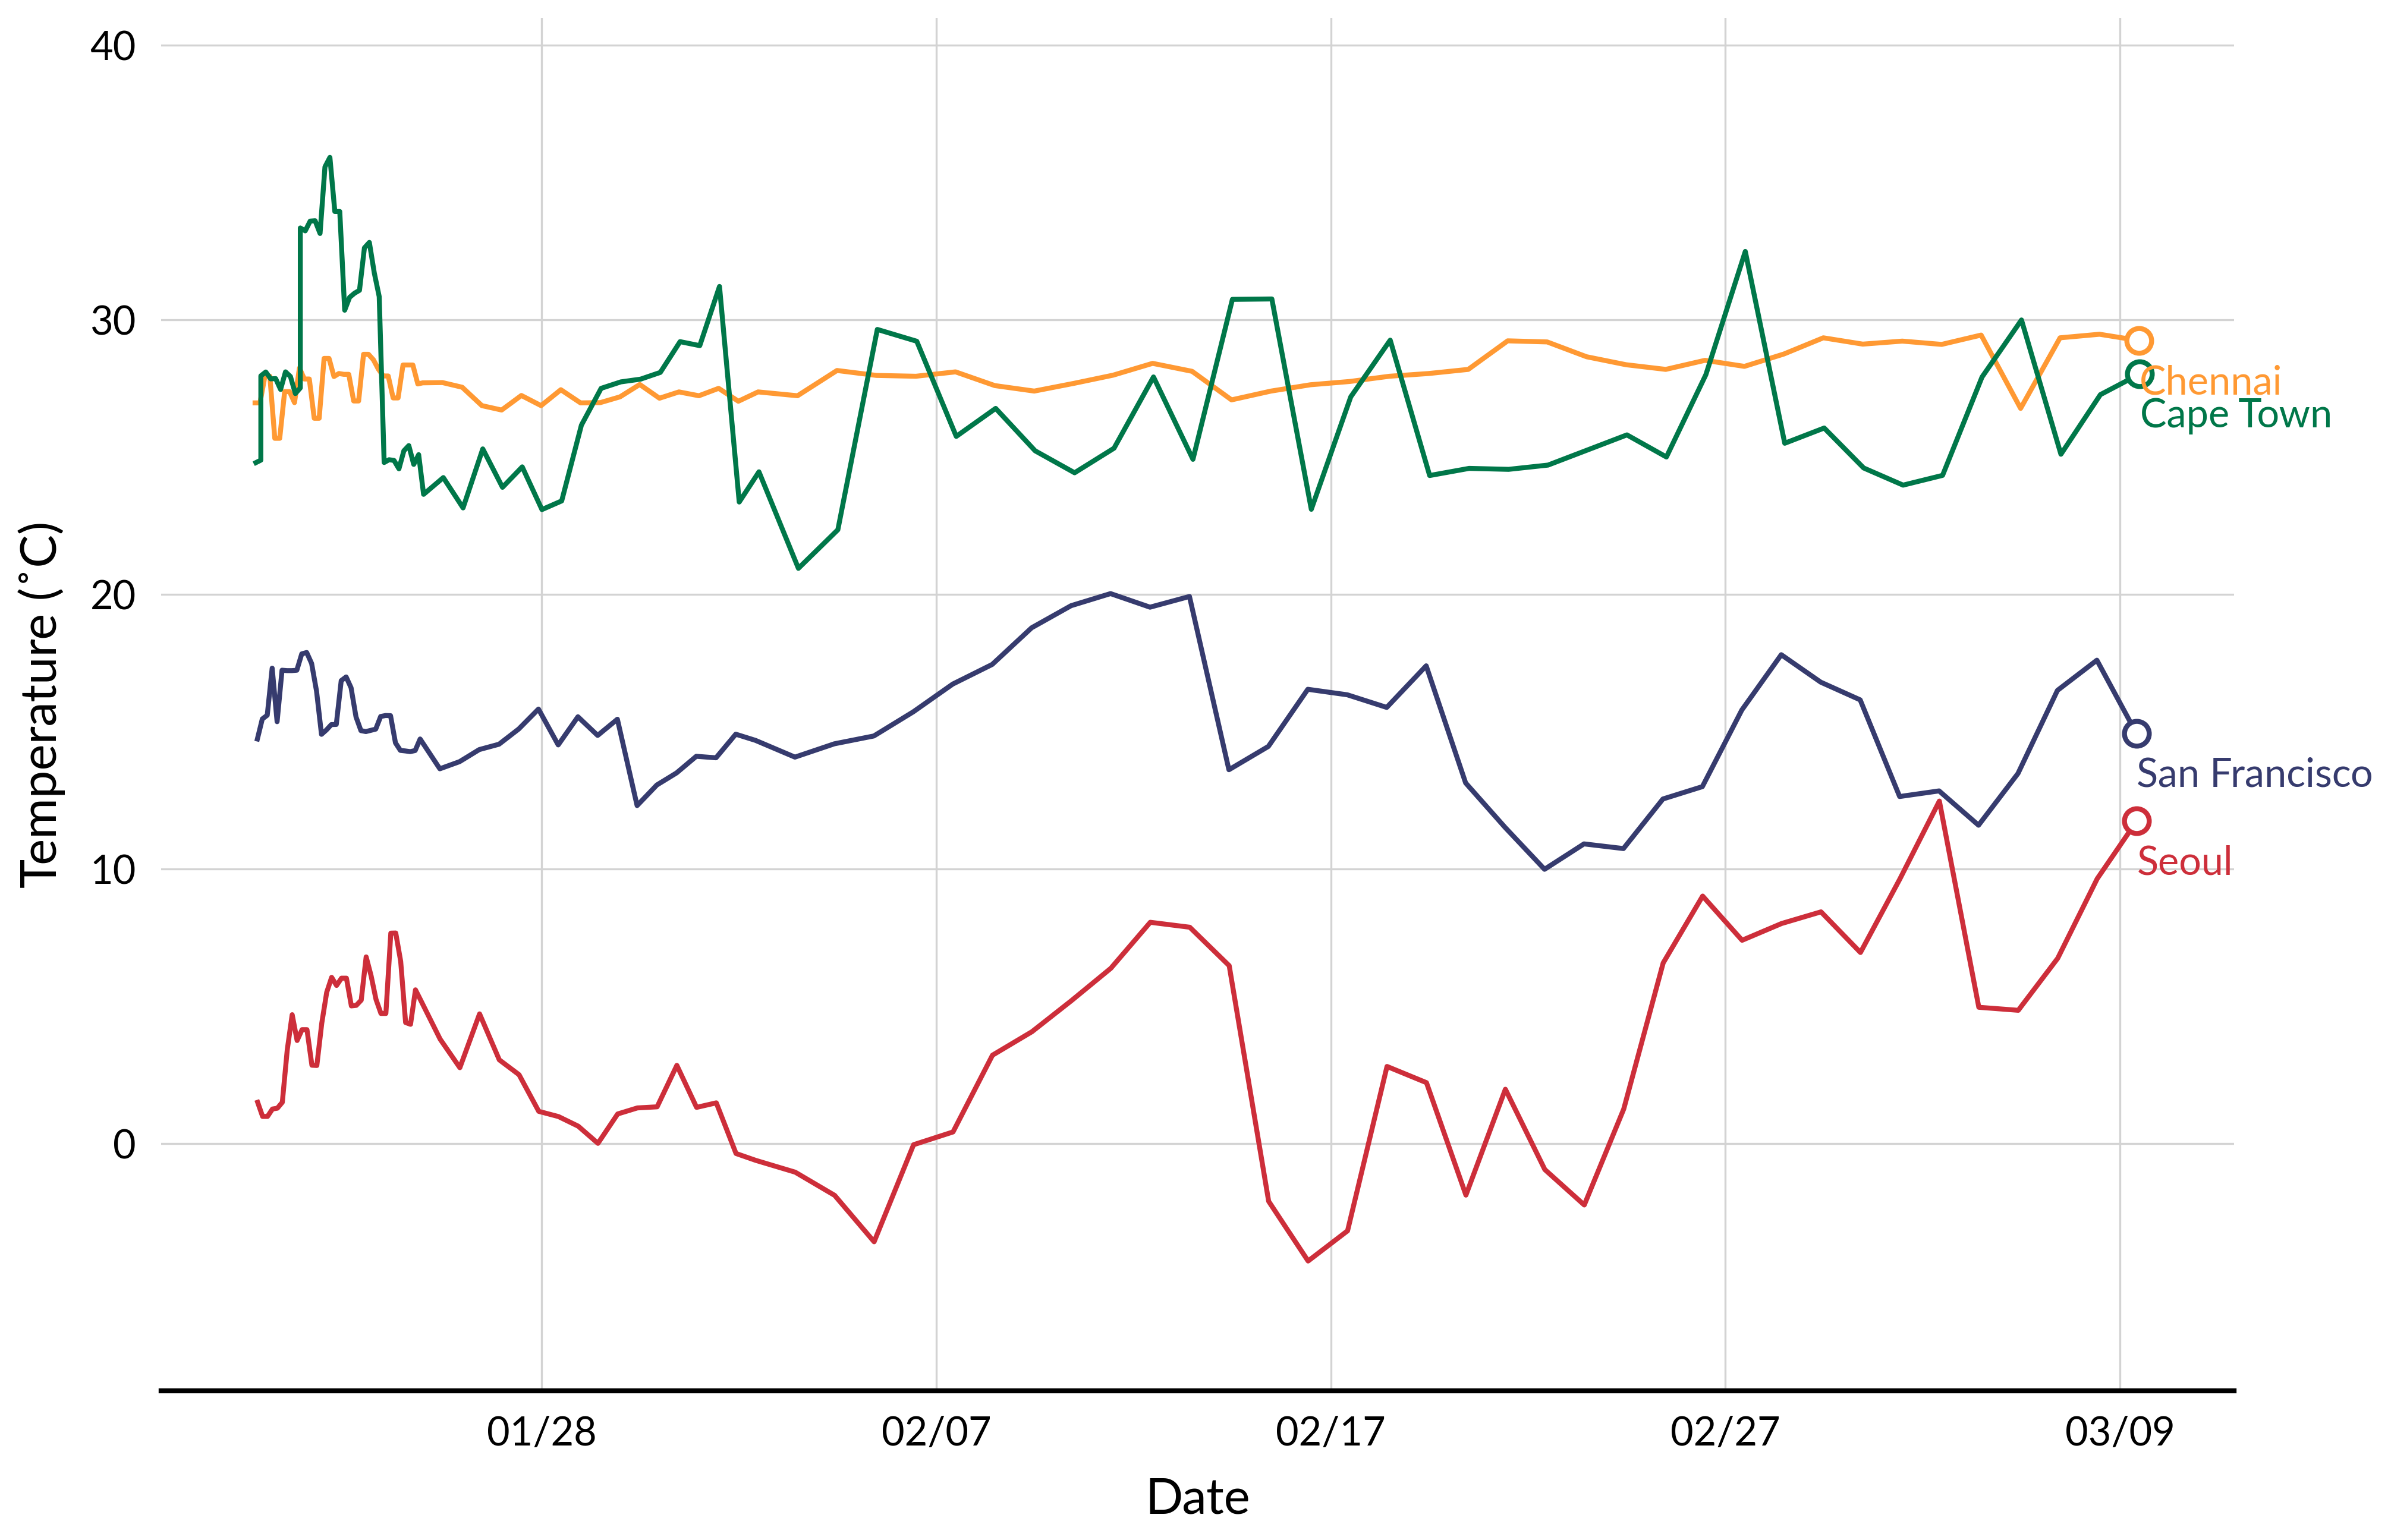 40
30
20
10
0
Temperature (˚C)
Chennai
Cape Town
San Francisco
Seoul
01/28
02/07
02/17
02/27
03/09
Date